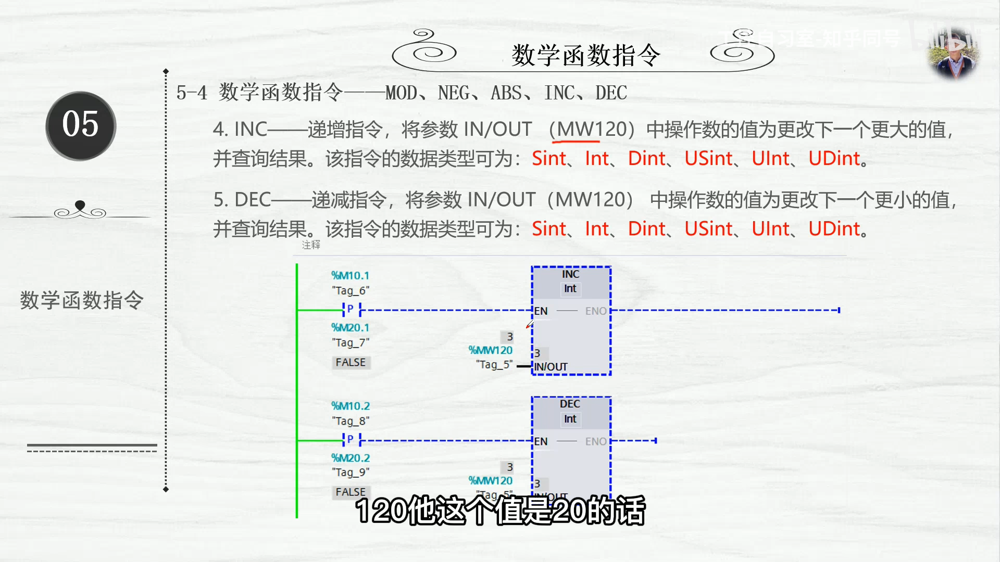 自习室-知乎同号
bilibili
数学函数指令
05
5-4 数学函数指令——MOD、NEG、ABS、INC、DEC
4. INC——递增指令，将参数 IN/OUT （MW120）中操作数的值为更改下一个更大的值，
并查询结果。该指令的数据类型可为：Sint、Int、Dint、USint、UInt、UDint。
5. DEC——递减指令，将参数 IN/OUT（MW120） 中操作数的值为更改下一个更小的值，
并查询结果。该指令的数据类型可为：Sint、Int、Dint、USint、UInt、UDint。
数学函数指令
注释
%M10.1
"Tag_6"
P
%M20.1
"Tag_7"
FALSE
INC
Int
EN ENO
3
%MW120
"Tag_5"
3
IN/OUT
%M10.2
"Tag_8"
P
%M20.2
"Tag_9"
FALSE
DEC
Int
EN ENO
3
%MW120
"Tag_5"
3
IN/OUT
120他这个值是20的话